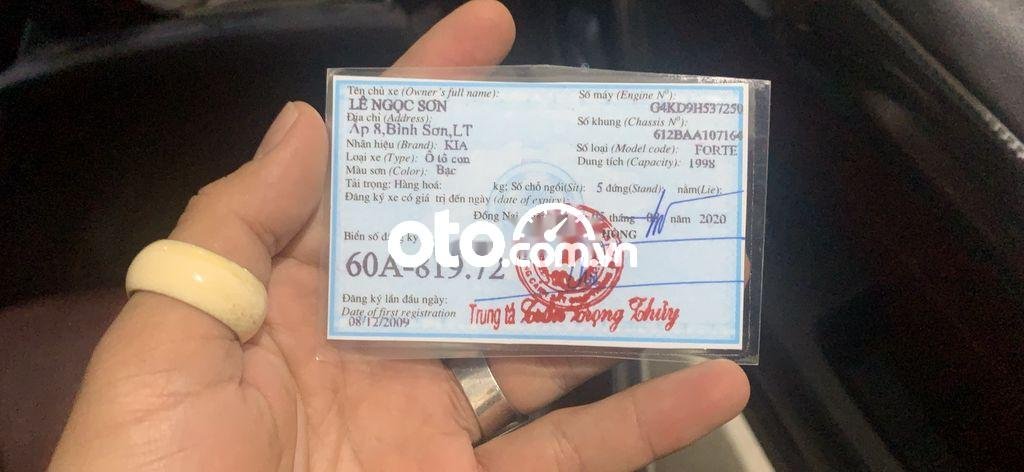 Tên chủ xe (Owner's full name):
LÊ NGỌC SƠN
Địa chỉ (Address):
Ấp 8,Bình Sơn,LT
Nhãn hiệu (Brand): KIA
Loại xe (Type): Ô tô con
Màu sơn (Color): Bạc
Tải trọng: Hàng hoá: kg; Số chỗ ngồi(Sit): 5 đứng(Stand) nằm(Lie):
Đăng ký xe có giá trị đến ngày (date of expiry):
Số máy (Engine Nº):
G4KD9H537250
Số khung (Chassis Nº):
612BAA107164
Số loại (Model code): FORTE
Dung tích (Capacity): 1998
Đồng Nai
tháng năm 2020
Biển số đăng ký
60A-819.72
oto.com.vn
Đăng ký lần đầu ngày:
Date of first registration
08/12/2009
Trung tá Trần Trọng Thủy